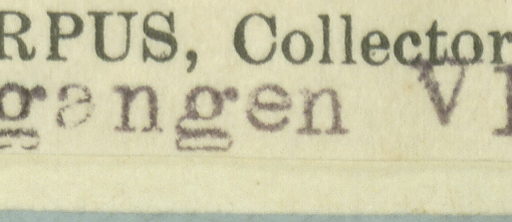 RPUS, Collector
gangen VI